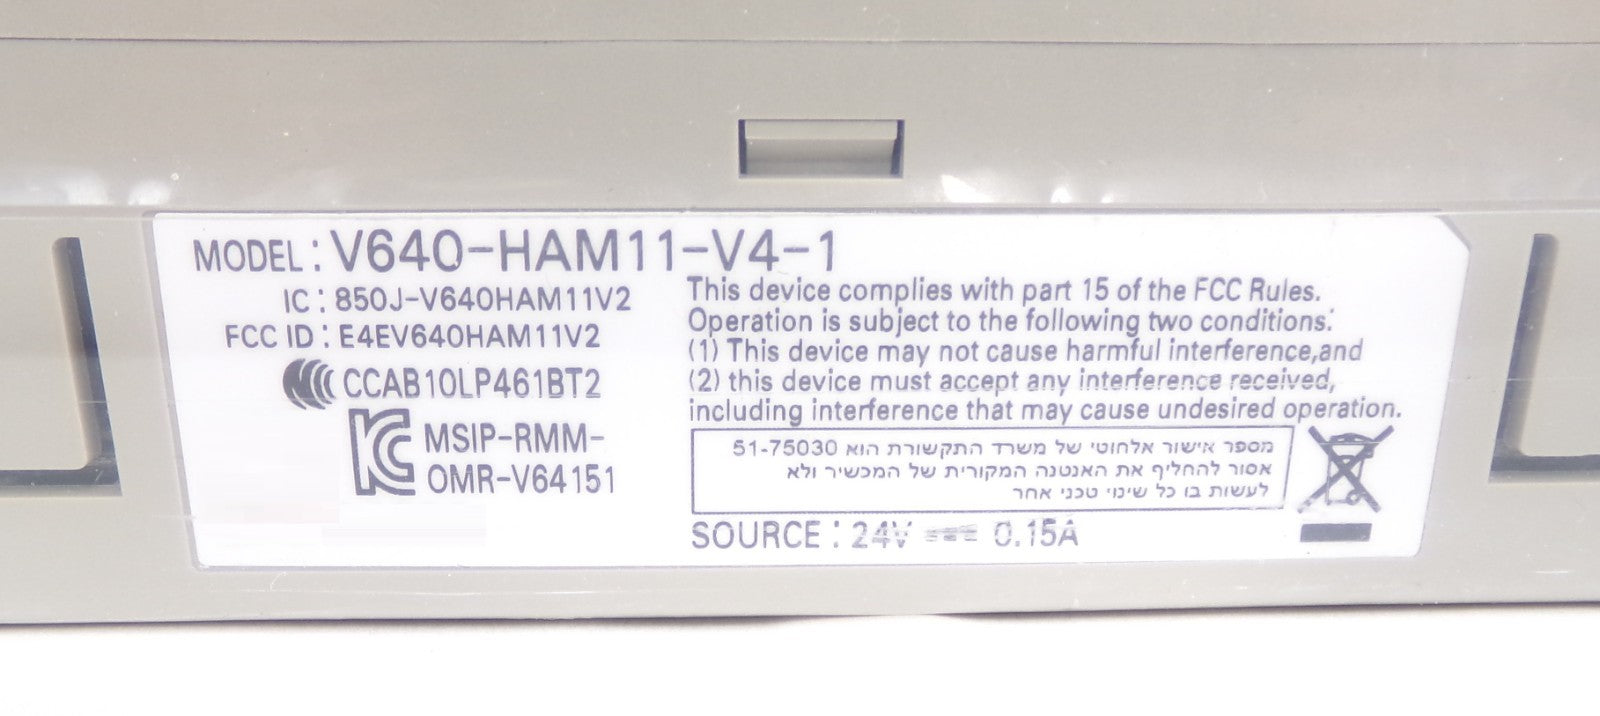 MODEL: V640-HAM11-V4-1
IC: 850J-V640HAM11V2
FCC ID: E4EV640HAM11V2
CCAB10LP461BT2
MSIP-RMM-
OMR-V64151
This device complies with part 15 of the FCC Rules.
Operation is subject to the following two conditions:
(1) This device may not cause harmful interference,and
(2) this device must accept any interference received,
including interference that may cause undesired operation.
מספר אישור אלחוטי של משרד התקשורת הוא 51-75030
אסור להחליף את האנטנה המקורית של המכשיר ולא
לעשות בו כל שינוי טכני אחר
SOURCE: 24V ⎓ 0.15A